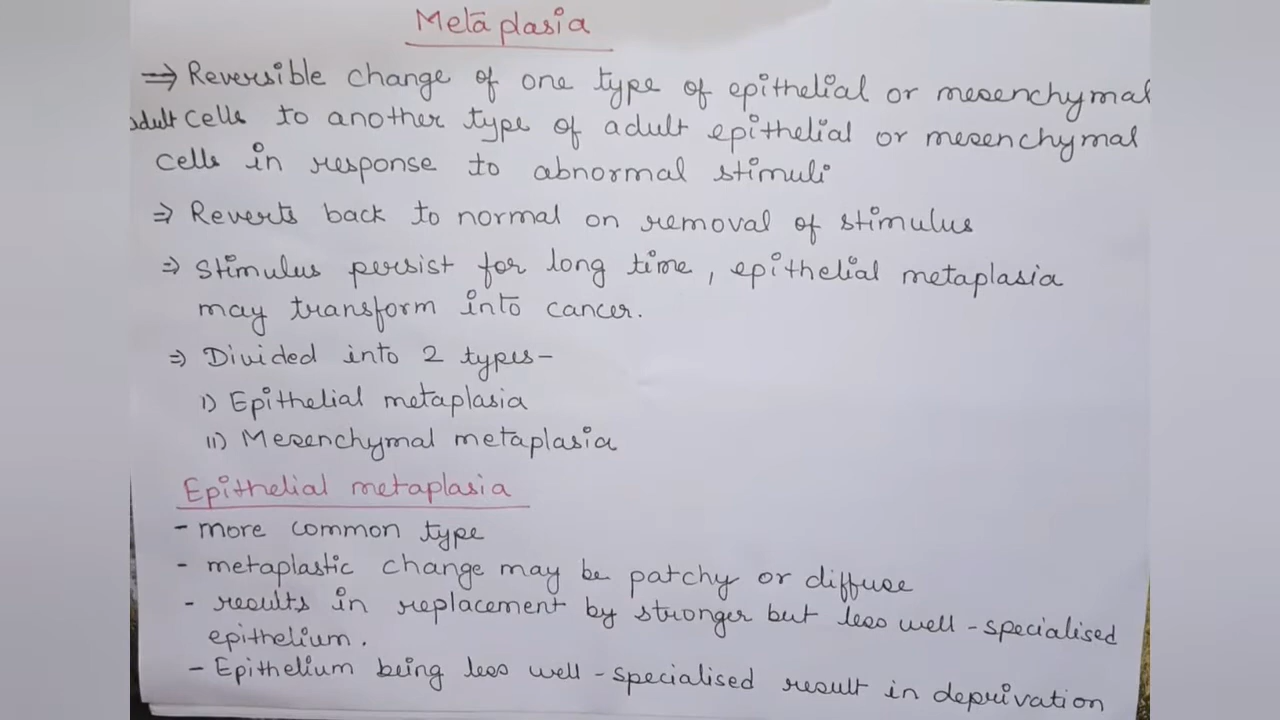 Metaplasia
⇒ Reversible change of one type of epithelial or mesenchymal
adult cells to another type of adult epithelial or mesenchymal
cells in response to abnormal stimuli
⇒ Reverts back to normal on removal of stimulus
⇒ Stimulus persist for long time, epithelial metaplasia
may transform into cancer.
⇒ Divided into 2 types-
i) Epithelial metaplasia
ii) Mesenchymal metaplasia
Epithelial metaplasia
- more common type
- metaplastic change may be patchy or diffuse
- results in replacement by stronger but less well-specialised
epithelium.
- Epithelium being less well-specialised result in deprivation